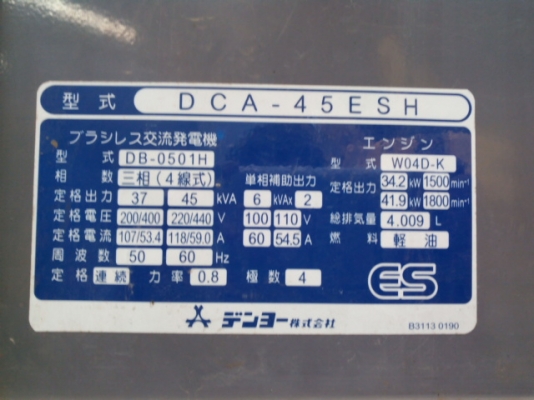 型式 DCA-45ESH
ブラシレス交流発電機 エンジン
型式 DB-0501H 型式 W04D-K
相数 三相(4線式) 単相補助出力 定格出力 34.2 kW 1500 min⁻¹
定格出力 37 45 kVA 6 kVAx 2 41.9 kW 1800 min⁻¹
定格電圧 200/400 220/440 V 100 110 V 総排気量 4.009 L
定格電流 107/53.4 118/59.0 A 60 54.5 A 燃料 軽油
周波数 50 60 Hz
定格 連続 力率 0.8 極数 4 ES
デンヨー株式会社 B3113 0190